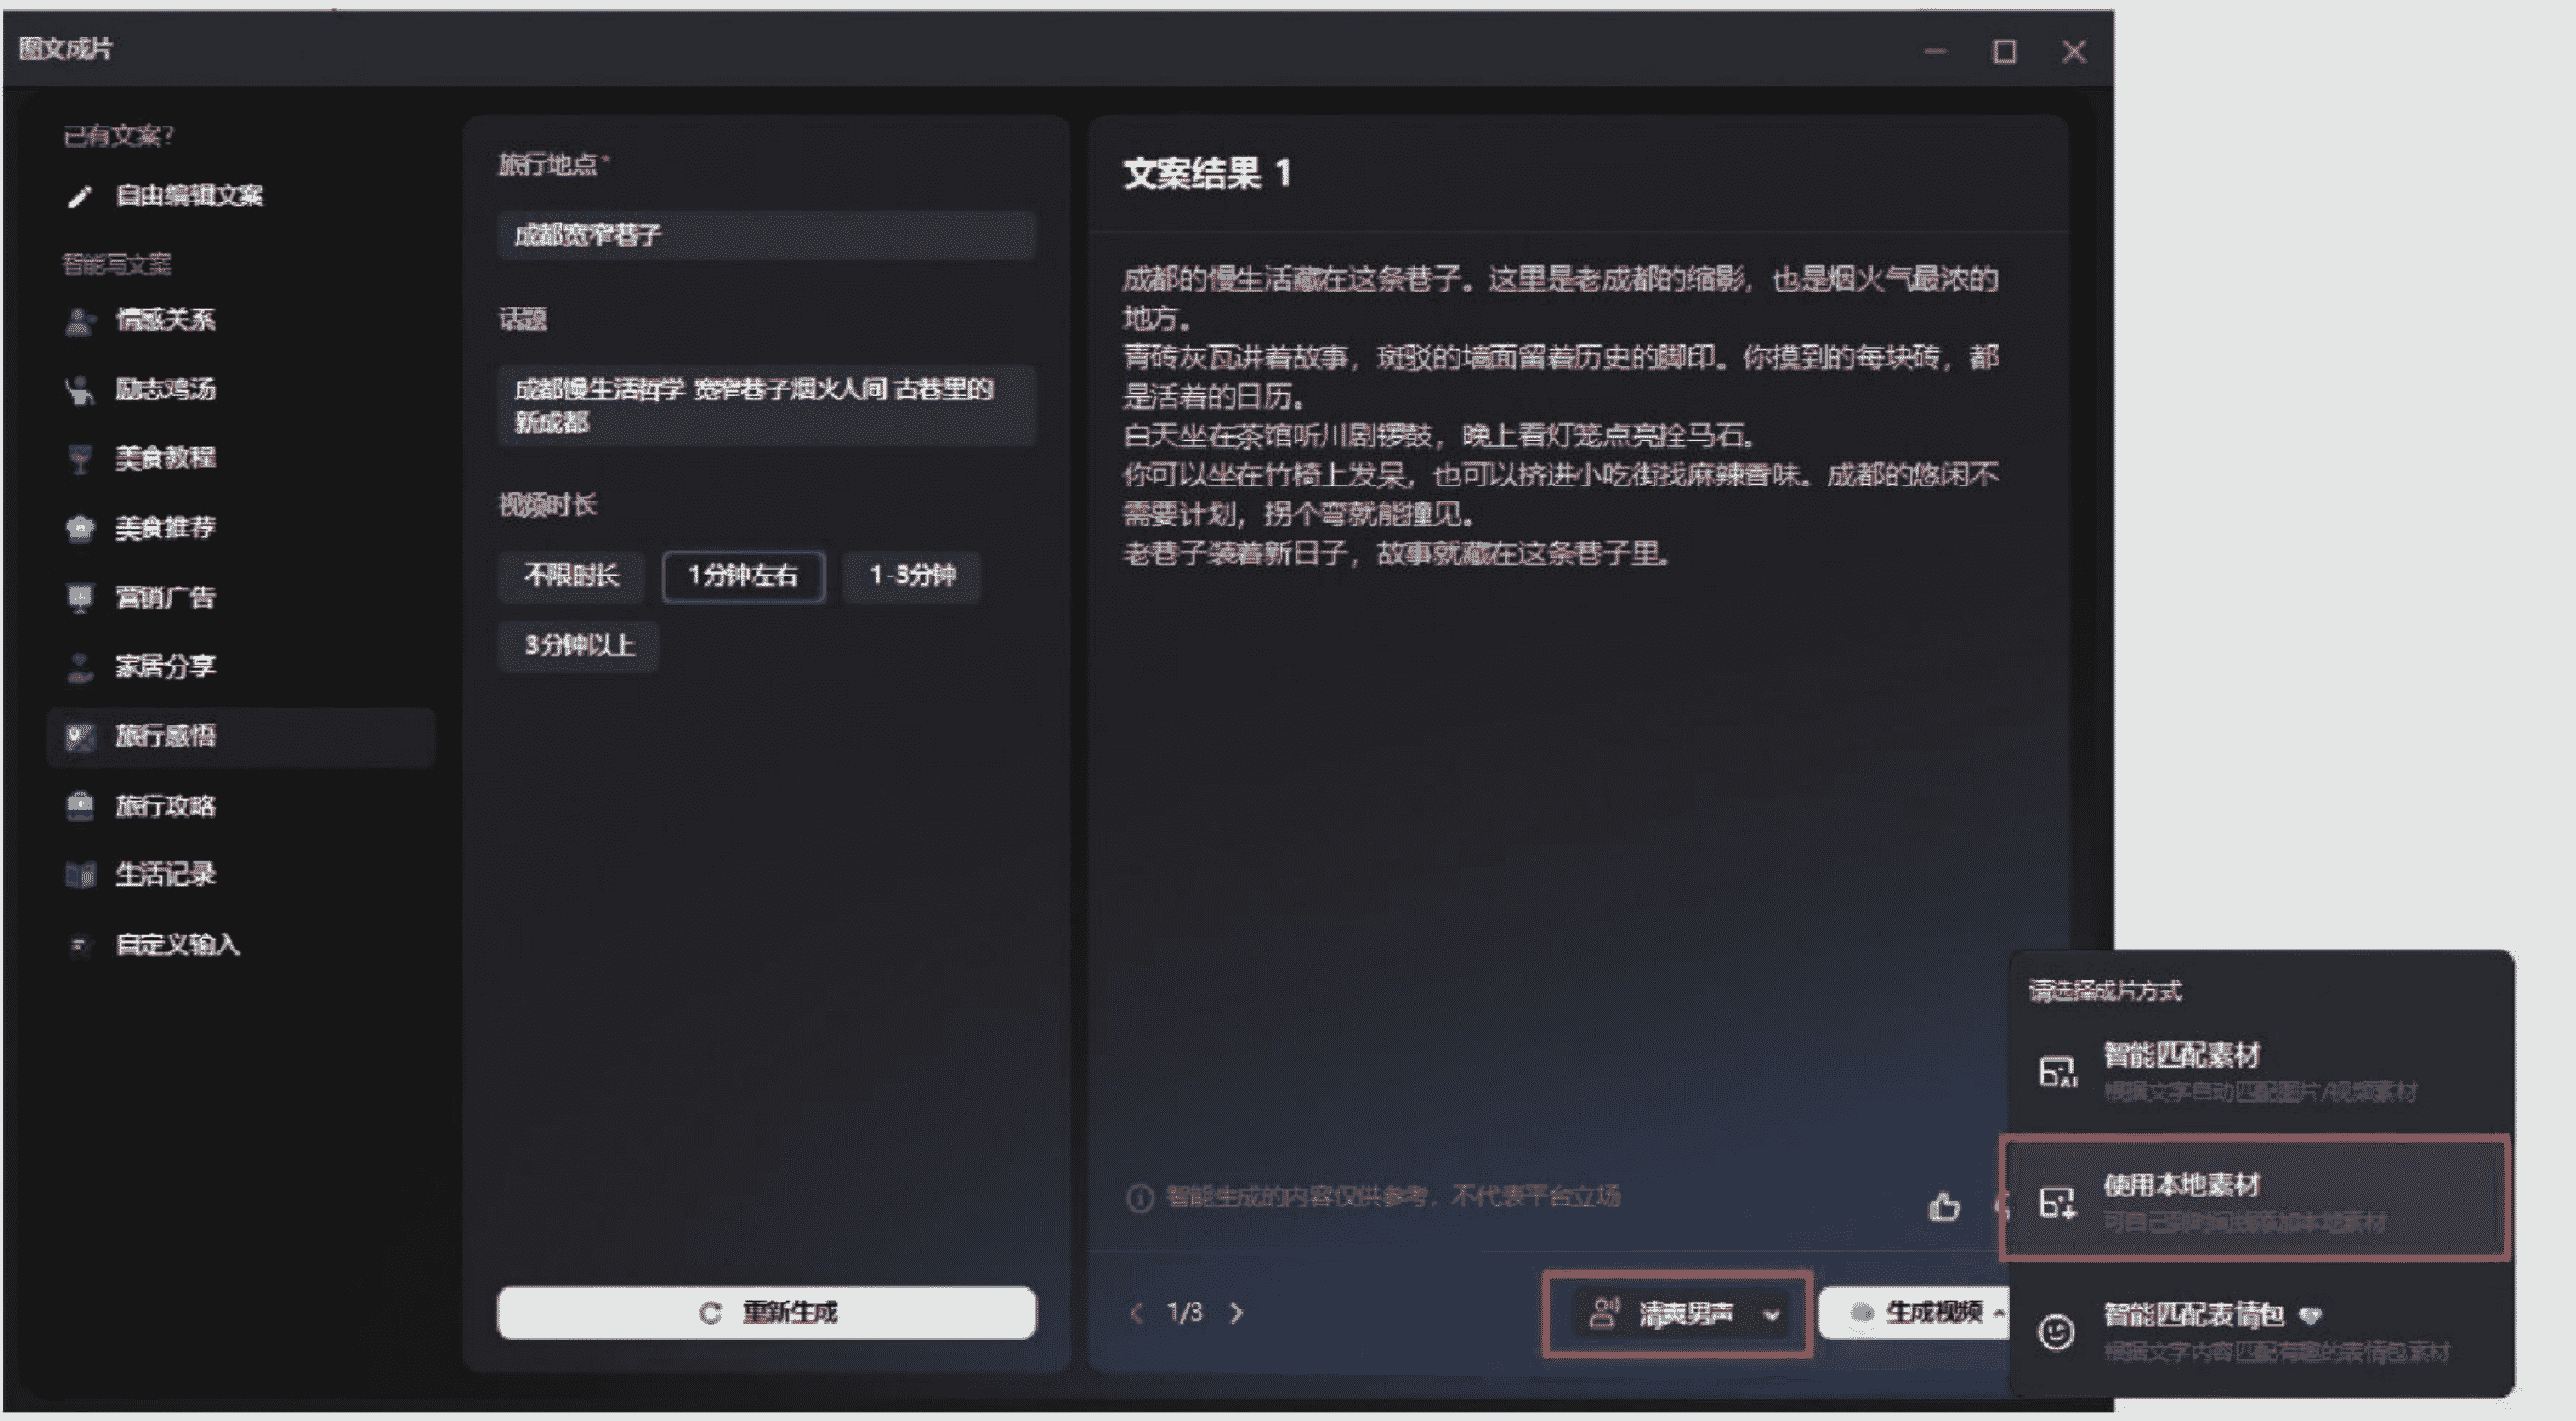 图文成片
已有文案?
自由编辑文案
智能写文案
情感关系
励志鸡汤
美食教程
美食推荐
营销广告
家居分享
旅行感悟
旅行攻略
生活记录
自定义输入
旅行地点*
成都宽窄巷子
话题
成都慢生活哲学 宽窄巷子烟火人间 古巷里的
新成都
视频时长
不限时长
1分钟左右
1-3分钟
3分钟以上
重新生成
文案结果 1
成都的慢生活藏在这条巷子。这里是老成都的缩影，也是烟火气最浓的
地方。
青砖灰瓦讲着故事，斑驳的墙面留着历史的脚印。你摸到的每块砖，都
是活着的日历。
白天坐在茶馆听川剧锣鼓，晚上看灯笼点亮拴马石。
你可以坐在竹椅上发呆，也可以挤进小吃街找麻辣香味。成都的悠闲不
需要计划，拐个弯就能撞见。
老巷子装着新日子，故事就藏在这条巷子里。
智能生成的内容仅供参考，不代表平台立场
1/3
清爽男声
生成视频
请选择成片方式
智能匹配素材
根据文字自动匹配图片/视频素材
使用本地素材
可自己到时间线添加本地素材
智能匹配表情包
根据文字内容匹配有趣的表情包素材